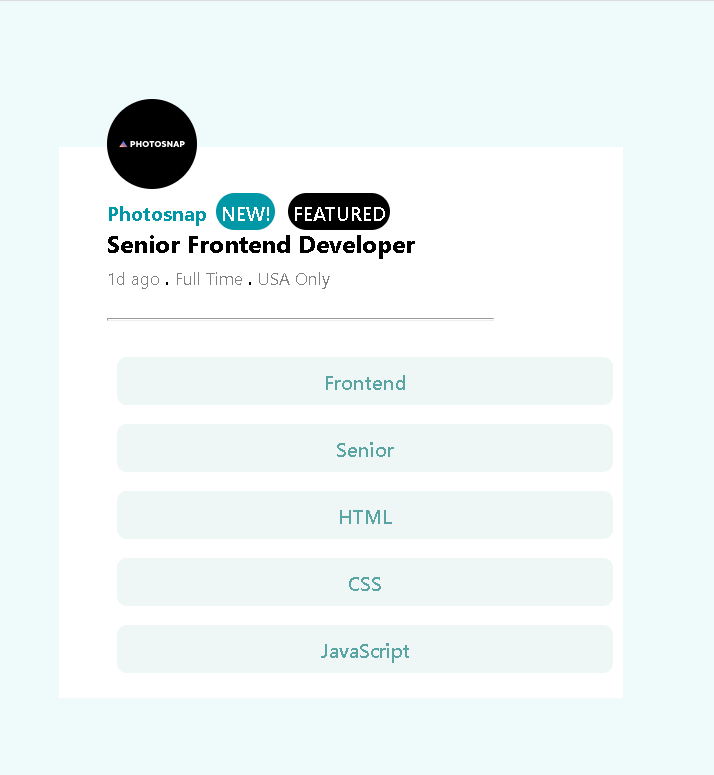 PHOTOSNAP
Photosnap NEW! FEATURED
Senior Frontend Developer
1d ago . Full Time . USA Only
Frontend
Senior
HTML
CSS
JavaScript